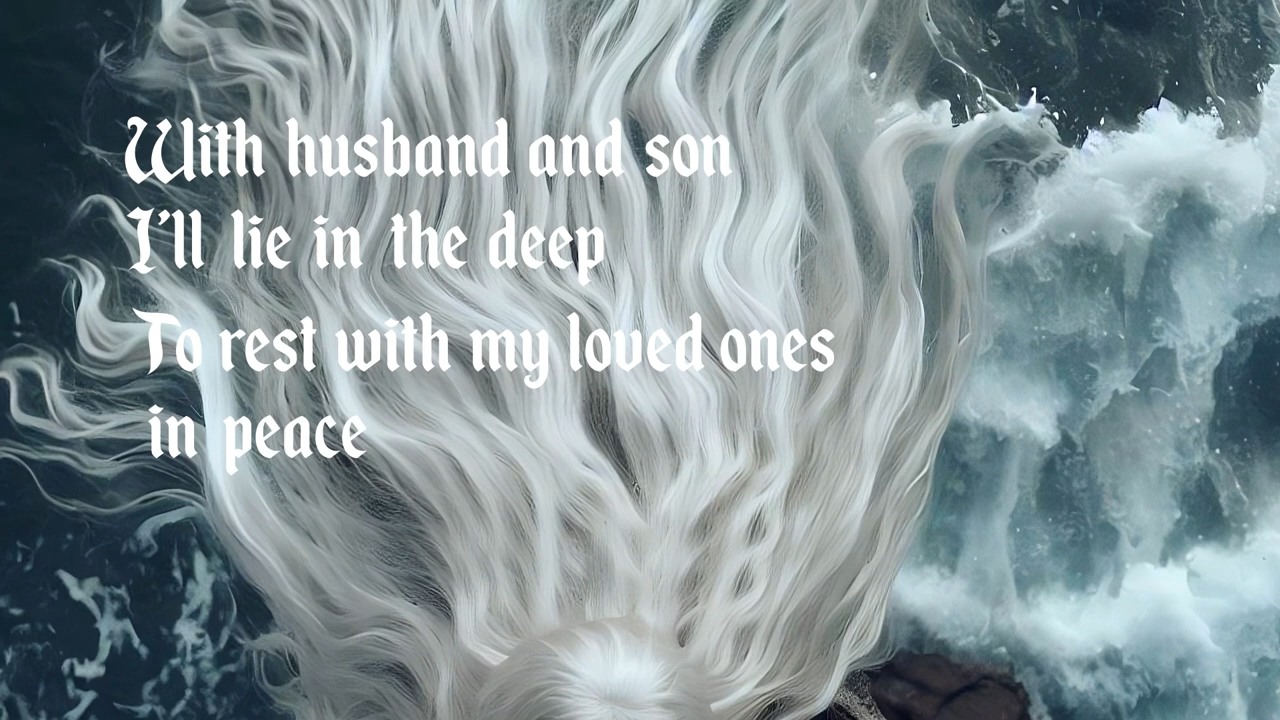 With husband and son
I'll lie in the deep
To rest with my loved ones
in peace